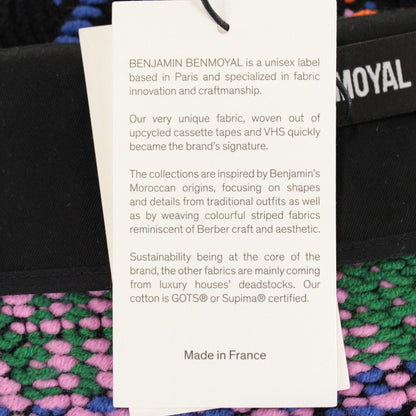 BENJAMIN BENMOYAL is a unisex label
based in Paris and specialized in fabric
innovation and craftmanship.
Our very unique fabric, woven out of
upcycled cassette tapes and VHS quickly
became the brand's signature.
The collections are inspired by Benjamin's
Moroccan origins, focusing on shapes
and details from traditional outfits as well
as by weaving colourful striped fabrics
reminiscent of Berber craft and aesthetic.
Sustainability being at the core of the
brand, the other fabrics are mainly coming
from luxury houses' deadstocks. Our
cotton is GOTS® or Supima® certified.
Made in France
MOYAL